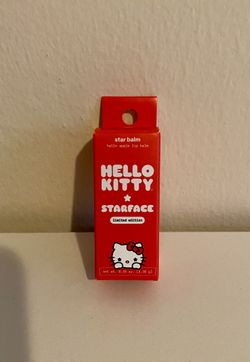 star balm
hello apple lip balm
HELLO
KITTY
STARFACE
limited edition